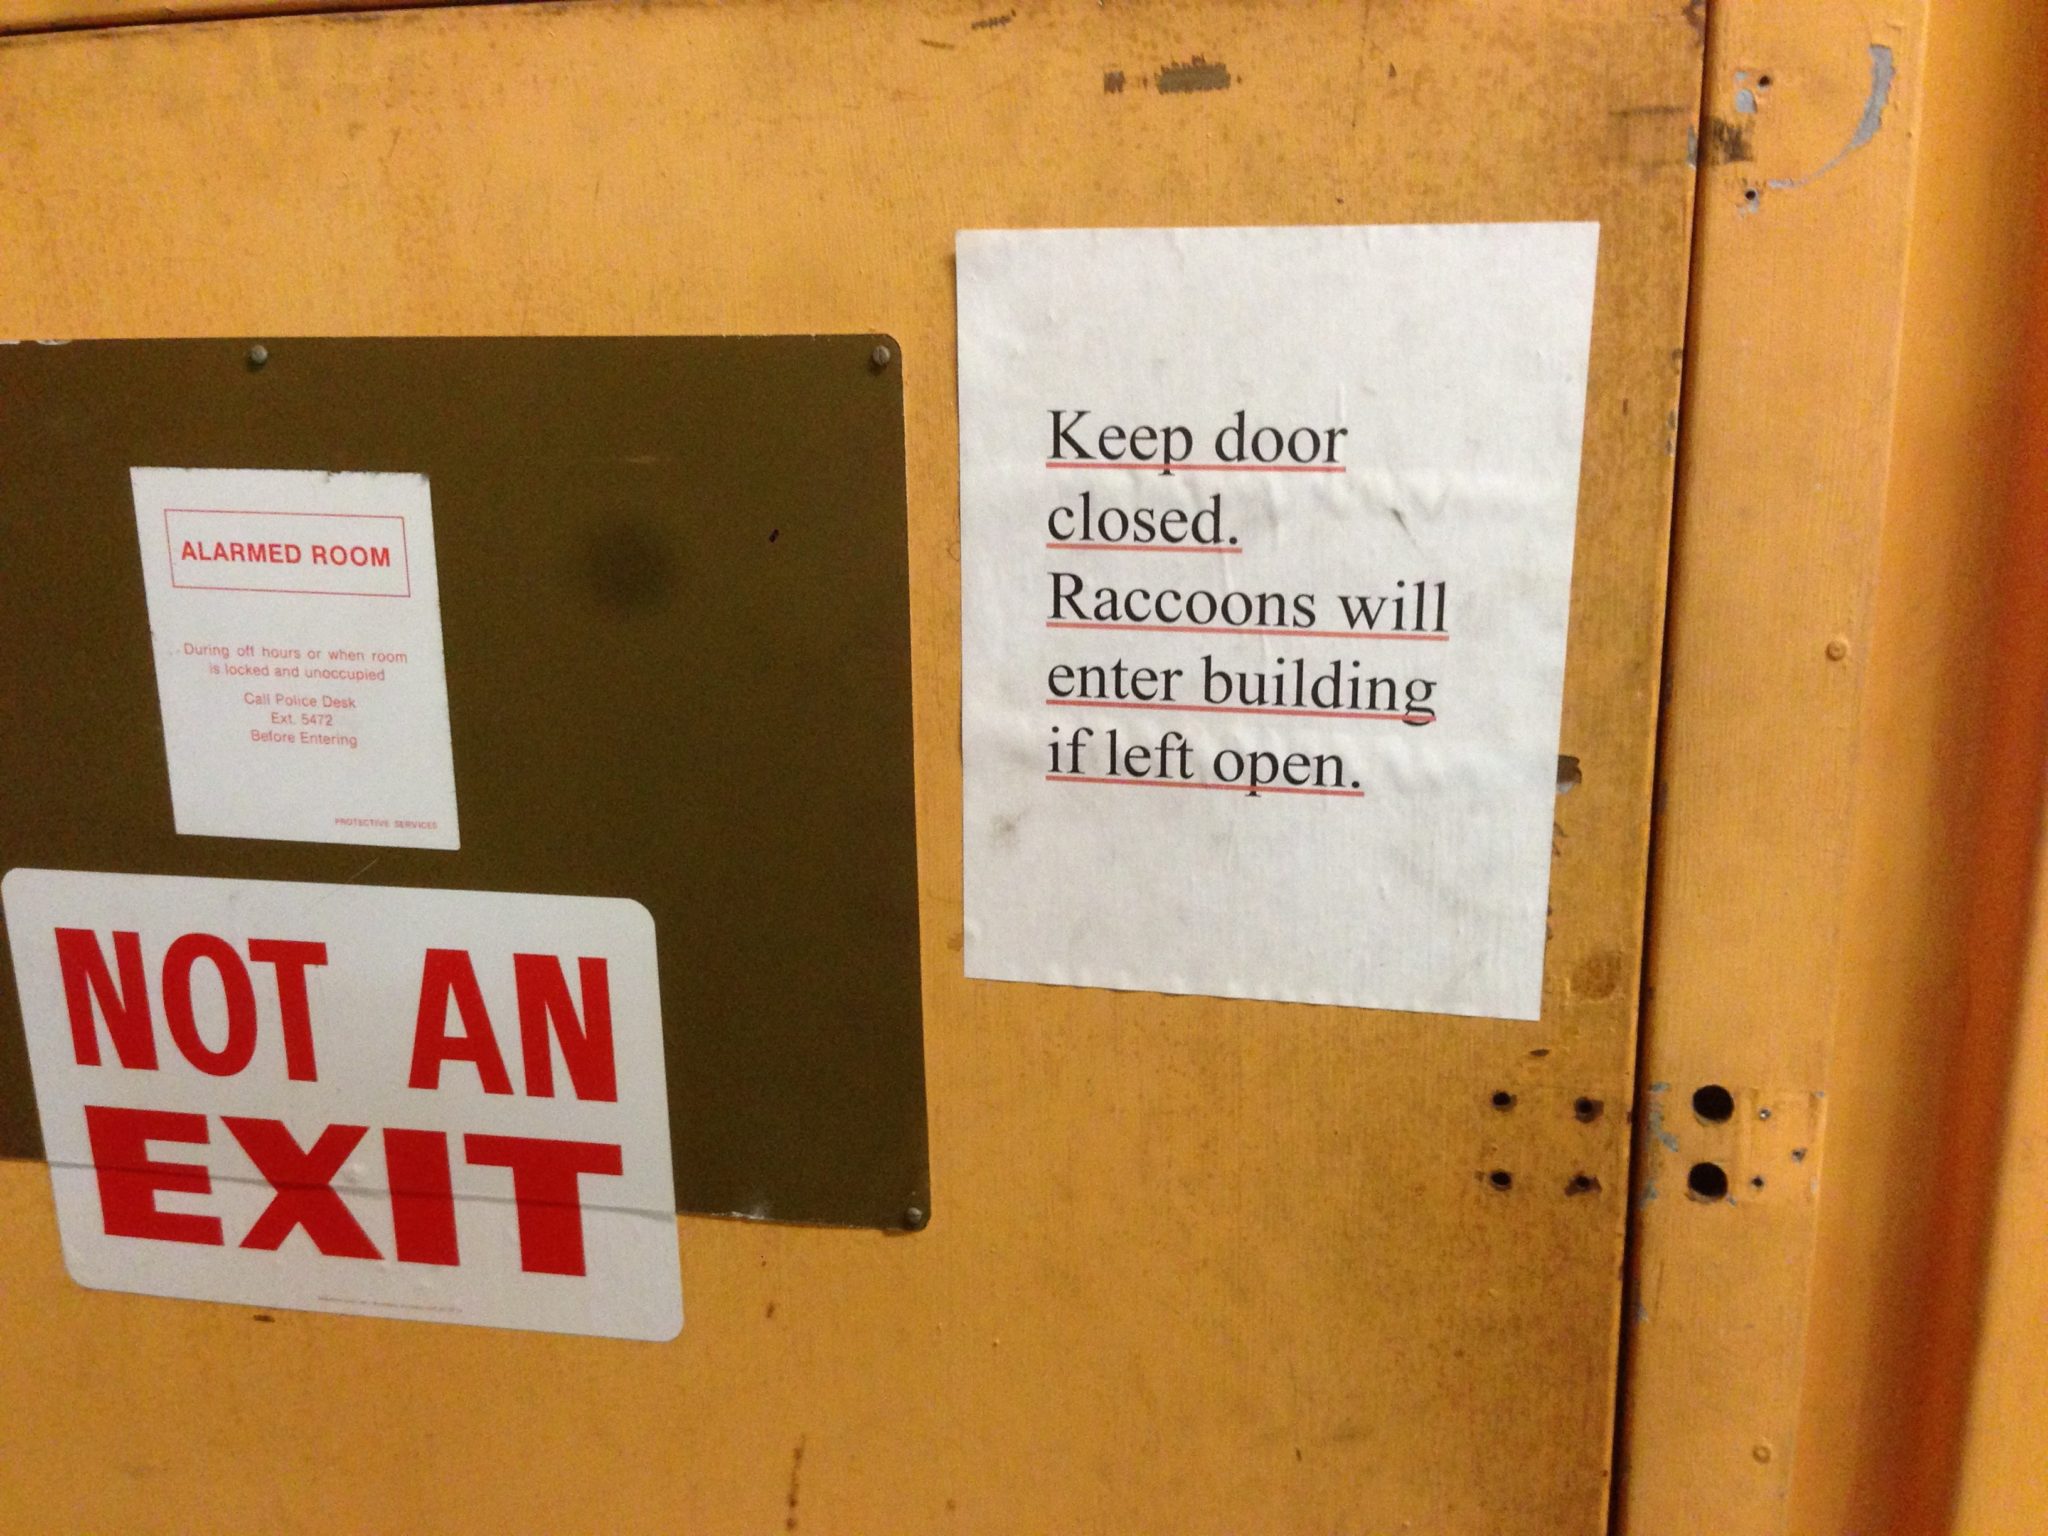 ALARMED ROOM
During off hours or when room
is locked and unoccupied
Call Police Desk
Ext. 5472
Before Entering
PROTECTIVE SERVICES
NOT AN
EXIT
Keep door
closed.
Raccoons will
enter building
if left open.